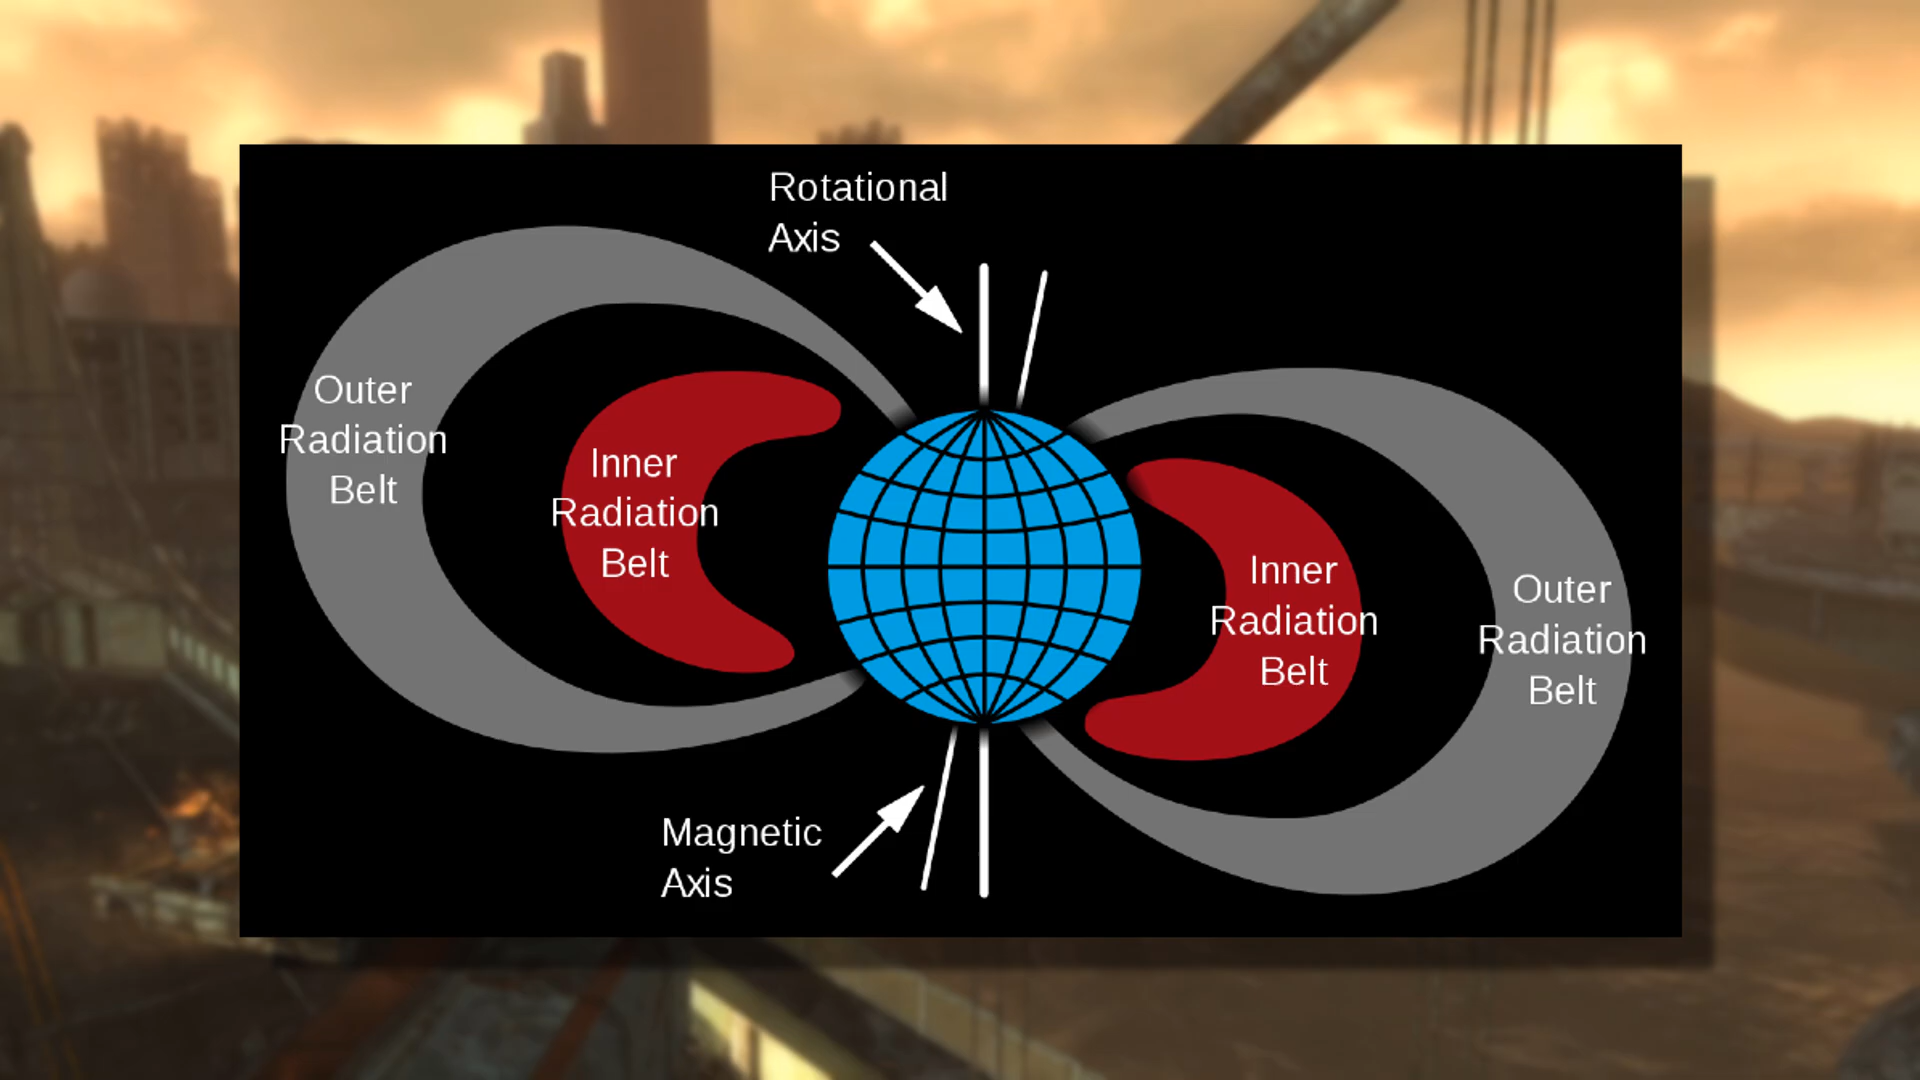 Rotational
Axis
Outer
Radiation
Belt
Inner
Radiation
Belt
Inner
Radiation
Belt
Outer
Radiation
Belt
Magnetic
Axis